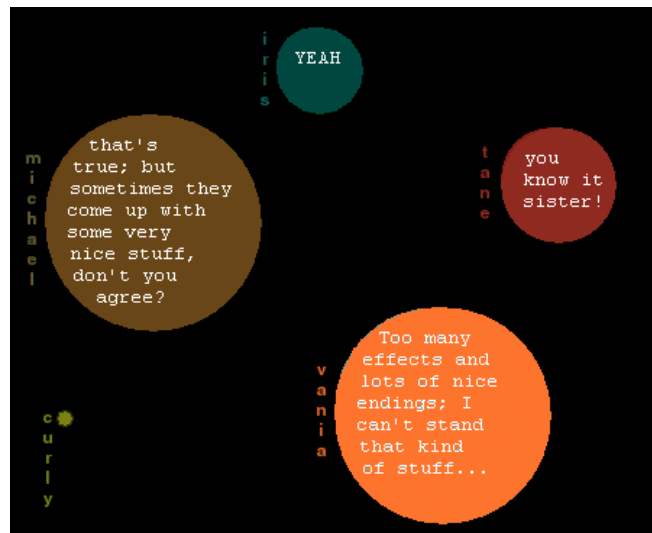 iris
YEAH
michael
that's
true; but
sometimes they
come up with
some very
nice stuff,
don't you
agree?
tane
you
know it
sister!
vania
Too many
effects and
lots of nice
endings; I
can't stand
that kind
of stuff...
curly